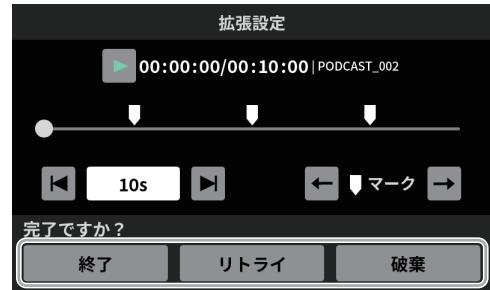 拡張設定
00:00:00/00:10:00 | PODCAST_002
10s
マーク
完了ですか？
終了 リトライ 破棄